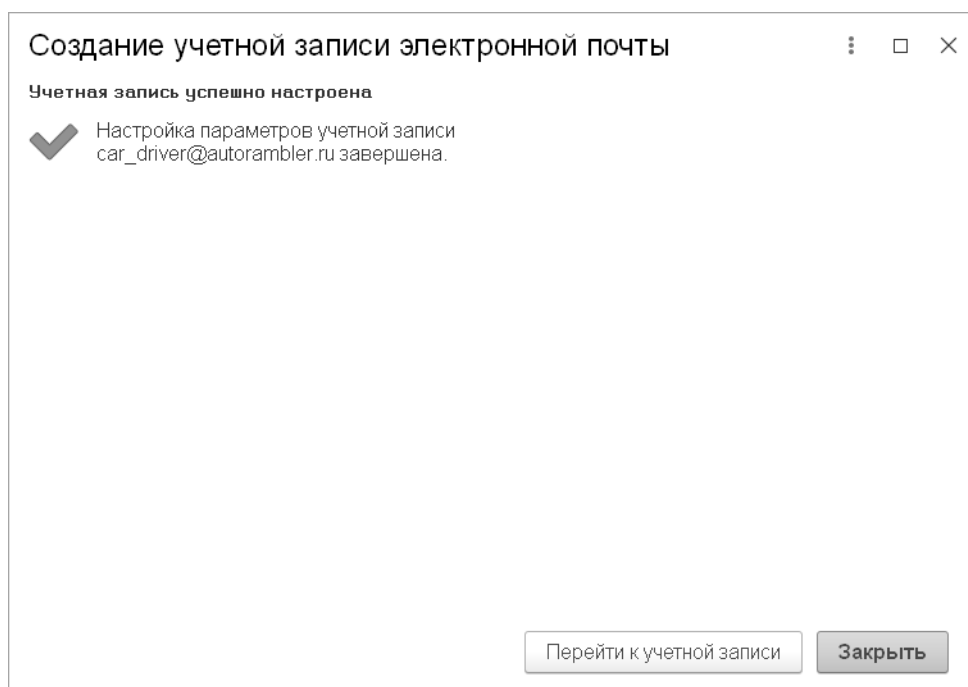 Создание учетной записи электронной почты
Учетная запись успешно настроена
Настройка параметров учетной записи
car_driver@autorambler.ru завершена.
Перейти к учетной записи
Закрыть